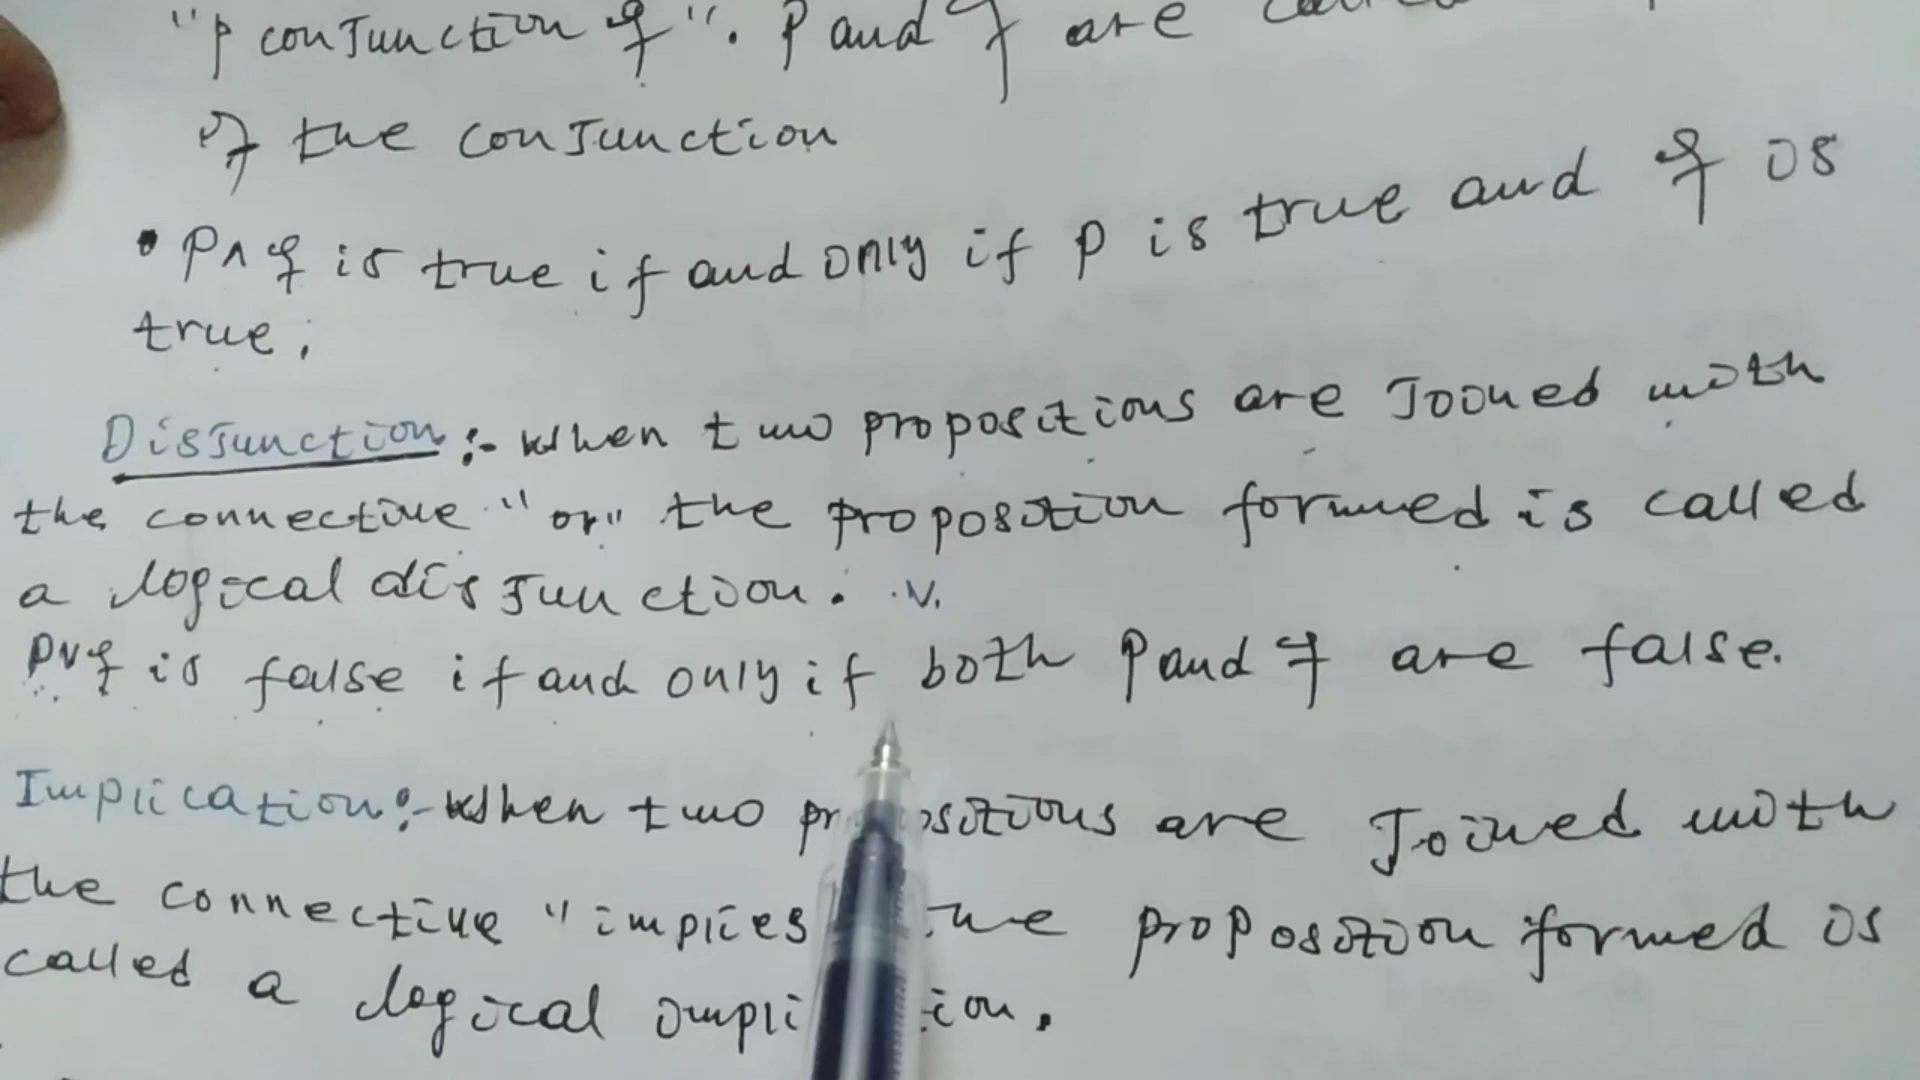 "p conjunction q". p and q are
of the conjunction
• p ∧ q is true if and only if p is true and q is
true.
Disjunction :- when two propositions are Joined with
the connective "or" the proposition formed is called
a logical disjunction. ∨.
p∨q is false if and only if both p and q are false.
Implication :- when two propositions are Joined with
the connective "implies the proposition formed is
called a logical implication.